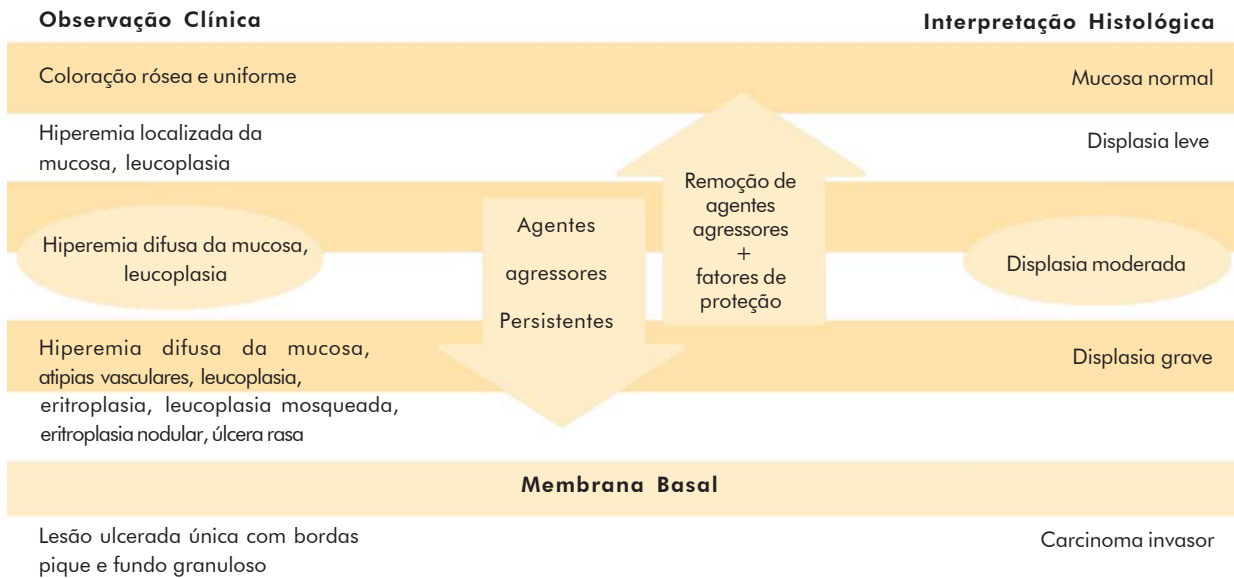 Observação Clínica
Interpretação Histológica
Coloração rósea e uniforme
Mucosa normal
Hiperemia localizada da
mucosa, leucoplasia
Displasia leve
Hiperemia difusa da mucosa,
leucoplasia
Agentes
agressores
Persistentes
Remoção de
agentes
agressores
+
fatores de
proteção
Displasia moderada
Hiperemia difusa da mucosa,
atipias vasculares, leucoplasia,
eritroplasia, leucoplasia mosqueada,
eritroplasia nodular, úlcera rasa
Displasia grave
Membrana Basal
Lesão ulcerada única com bordas
pique e fundo granuloso
Carcinoma invasor